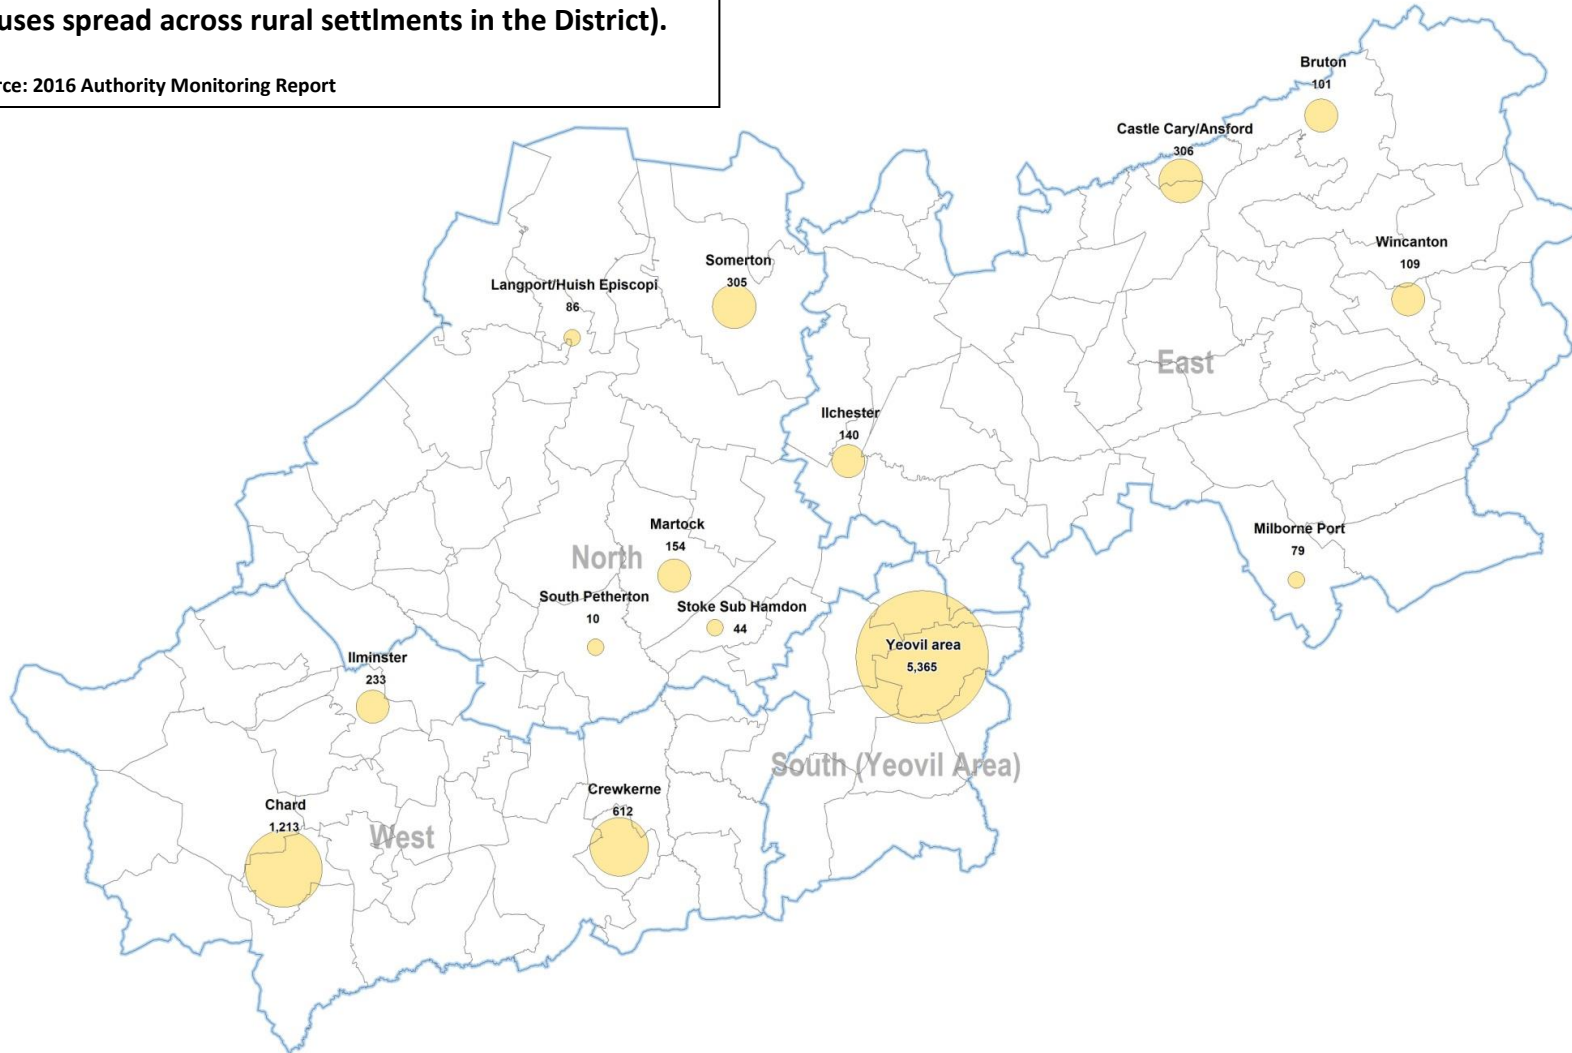 uses spread across rural settlments in the District).
rce: 2016 Authority Monitoring Report
Bruton
101
Castle Cary/Ansford
306
Wincanton
109
Somerton
305
Langport/Huish Episcopi
86
East
Ilchester
140
Martock
154
North
Milborne Port
79
South Petherton
10
Stoke Sub Hamdon
44
Yeovil area
5,365
Ilminster
233
South (Yeovil Area)
Crewkerne
612
Chard
1,213
West